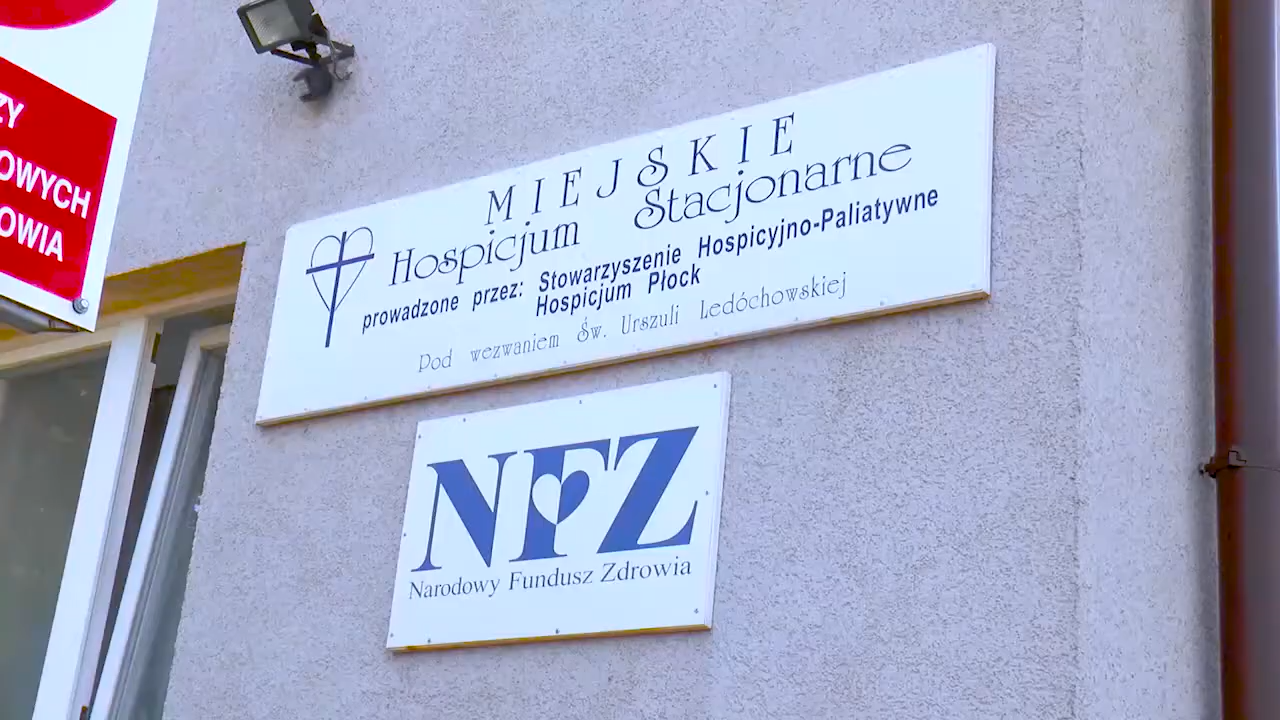 OWYCH
OWIA
MIEJSKIE
Hospicjum Stacjonarne
prowadzone przez: Stowarzyszenie Hospicyjno-Paliatywne
Hospicjum Płock
Pod wezwaniem Św. Urszuli Ledóchowskiej
NFZ
Narodowy Fundusz Zdrowia